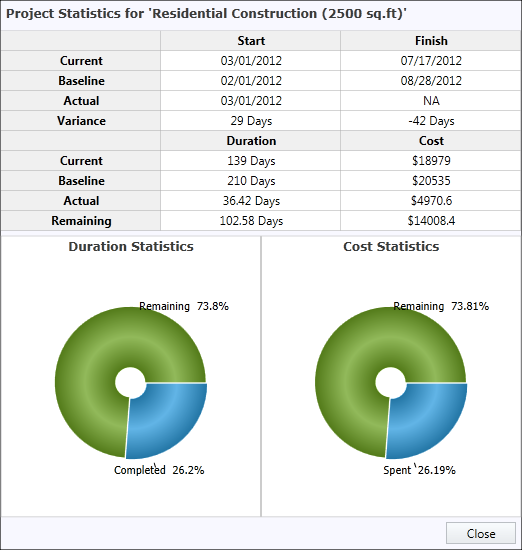 Project Statistics for 'Residential Construction (2500 sq.ft)'
Start Finish
Current 03/01/2012 07/17/2012
Baseline 02/01/2012 08/28/2012
Actual 03/01/2012 NA
Variance 29 Days -42 Days
Duration Cost
Current 139 Days $18979
Baseline 210 Days $20535
Actual 36.42 Days $4970.6
Remaining 102.58 Days $14008.4
Duration Statistics Cost Statistics
Remaining 73.8% Remaining 73.81%
Completed 26.2% Spent 26.19%
Close